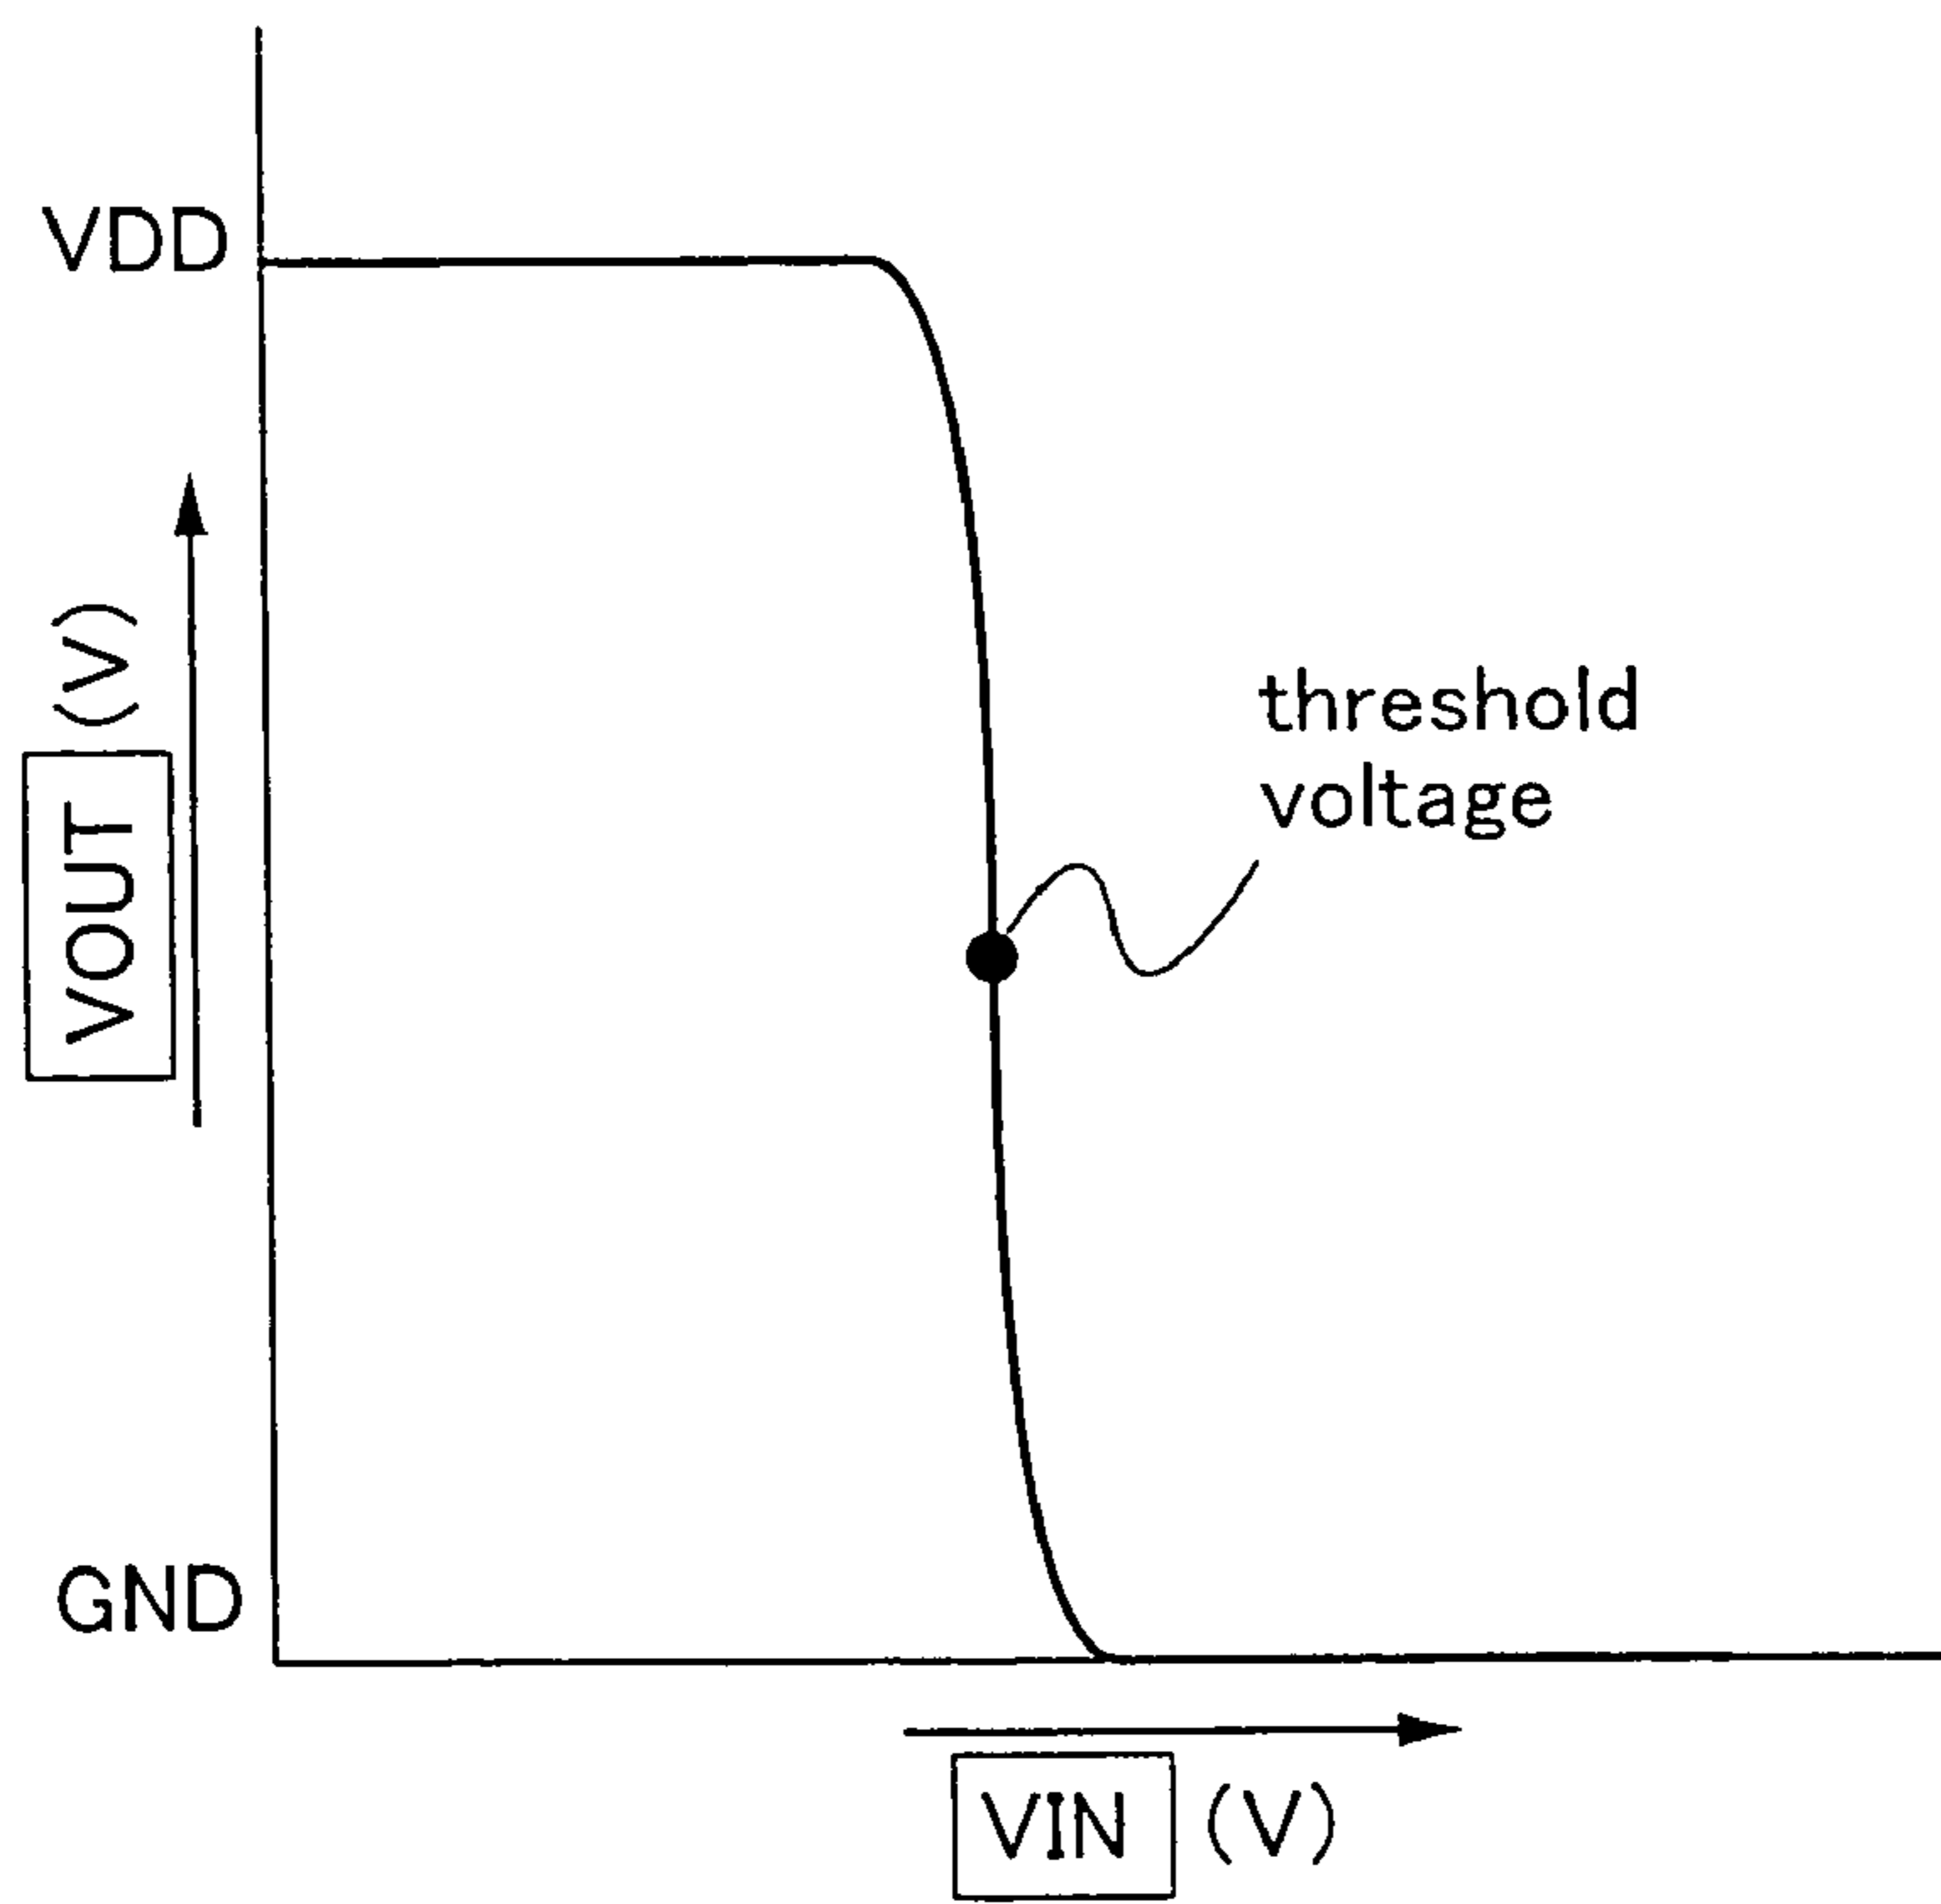 VDD
VOUT (V)
threshold
voltage
GND
VIN (V)